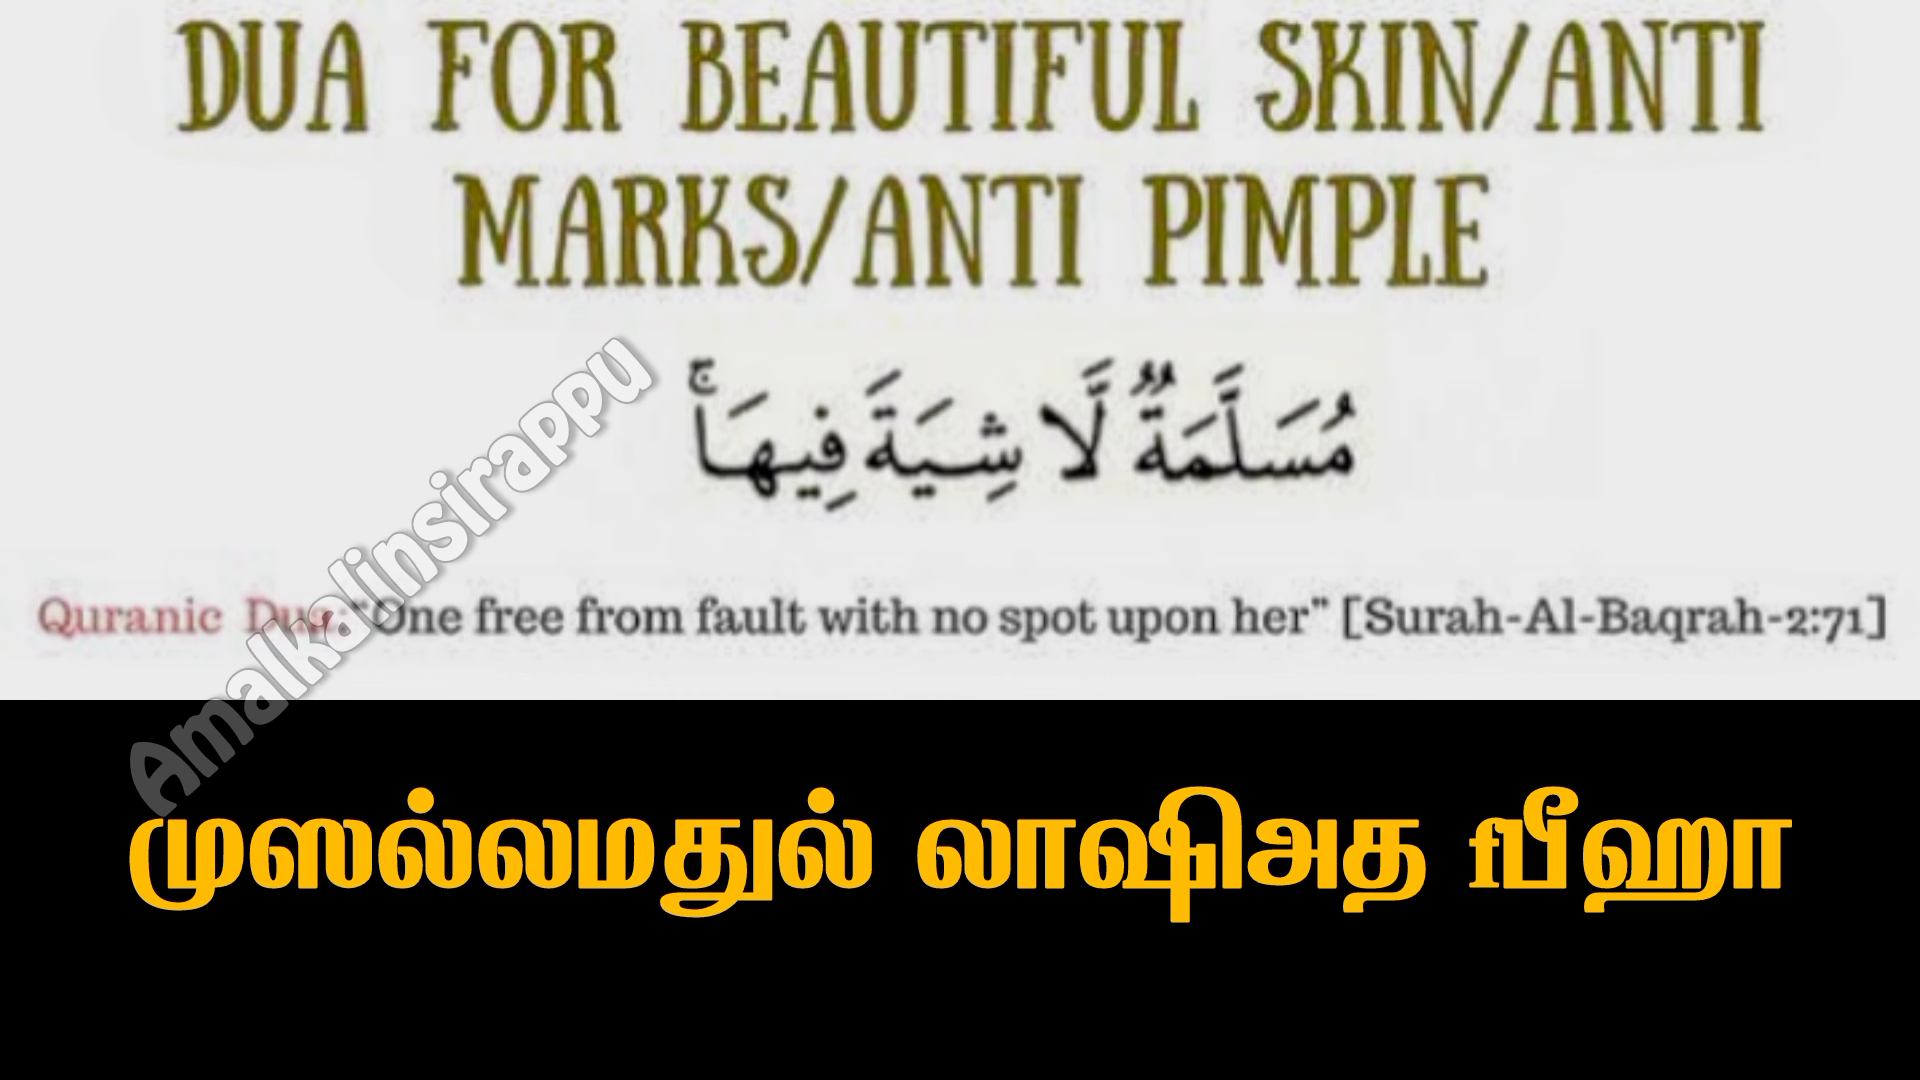 DUA FOR BEAUTIFUL SKIN/ANTI
MARKS/ANTI PIMPLE
مُسَلَّمَةٌ لَّا شِيَةَ فِيهَاۚ
Quranic Dua:“One free from fault with no spot upon her” [Surah-Al-Baqrah-2:71]
Amalkalinsirappu
முஸல்லமதுல் லாஷிஅத ஃபீஹா